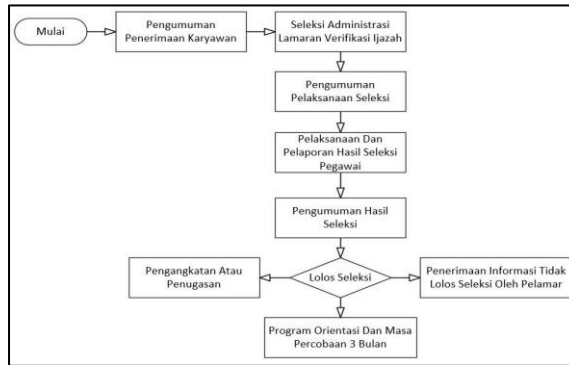 Mulai
Pengumuman
Penerimaan Karyawan
Seleksi Administrasi
Lamaran Verifikasi Ijazah
Pengumuman
Pelaksanaan Seleksi
Pelaksanaan Dan
Pelaporan Hasil Seleksi
Pegawai
Pengumuman Hasil
Seleksi
Pengangkatan Atau
Penugasan
Lolos Seleksi
Penerimaan Informasi Tidak
Lolos Seleksi Oleh Pelamar
Program Orientasi Dan Masa
Percobaan 3 Bulan